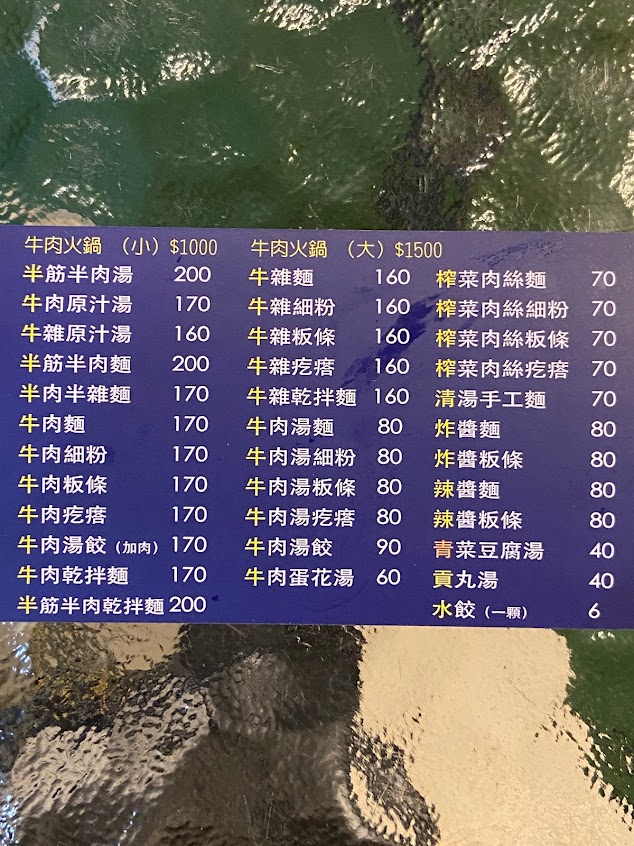 牛肉火鍋 （小）$1000
半筋半肉湯 200
牛肉原汁湯 170
牛雜原汁湯 160
半筋半肉麵 200
半肉半雜麵 170
牛肉麵 170
牛肉細粉 170
牛肉粄條 170
牛肉疙瘩 170
牛肉湯餃（加肉）170
牛肉乾拌麵 170
半筋半肉乾拌麵 200
牛肉火鍋 （大）$1500
牛雜麵 160
牛雜細粉 160
牛雜粄條 160
牛雜疙瘩 160
牛雜乾拌麵 160
牛肉湯麵 80
牛肉湯細粉 80
牛肉湯粄條 80
牛肉湯疙瘩 80
牛肉湯餃 90
牛肉蛋花湯 60
榨菜肉絲麵 70
榨菜肉絲細粉 70
榨菜肉絲粄條 70
榨菜肉絲疙瘩 70
清湯手工麵 70
炸醬麵 80
炸醬粄條 80
辣醬麵 80
辣醬粄條 80
青菜豆腐湯 40
貢丸湯 40
水餃（一顆） 6